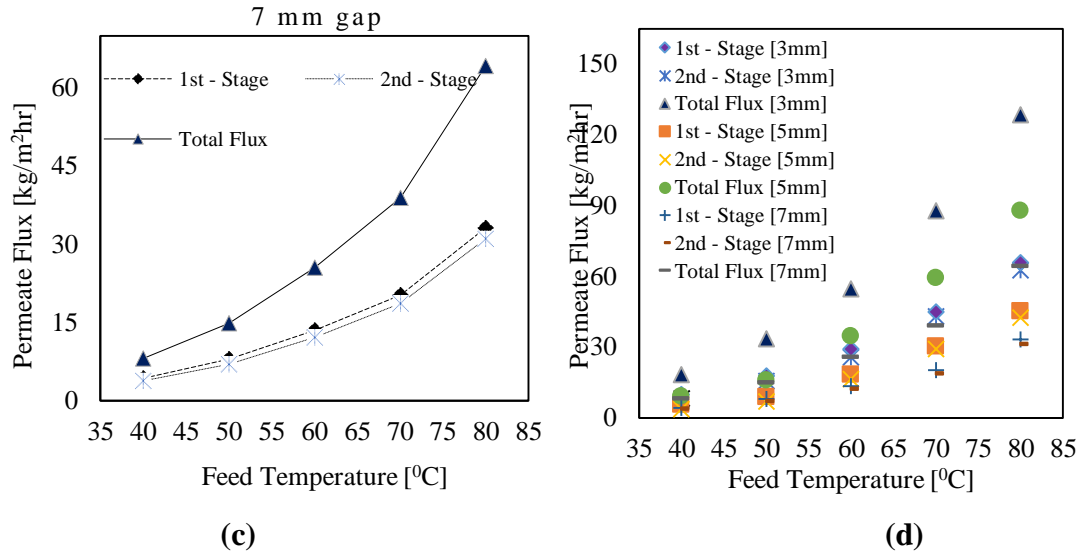 7 mm gap
Permeate Flux [kg/m²hr]
60
45
30
15
0
1st - Stage
2nd - Stage
Total Flux
35 40 45 50 55 60 65 70 75 80 85
Feed Temperature [⁰C]
(c)
Permeate Flux [kg/m²hr]
150
120
90
60
30
0
1st - Stage [3mm]
2nd - Stage [3mm]
Total Flux [3mm]
1st - Stage [5mm]
2nd - Stage [5mm]
Total Flux [5mm]
1st - Stage [7mm]
2nd - Stage [7mm]
Total Flux [7mm]
35 40 45 50 55 60 65 70 75 80 85
Feed Temperature [⁰C]
(d)